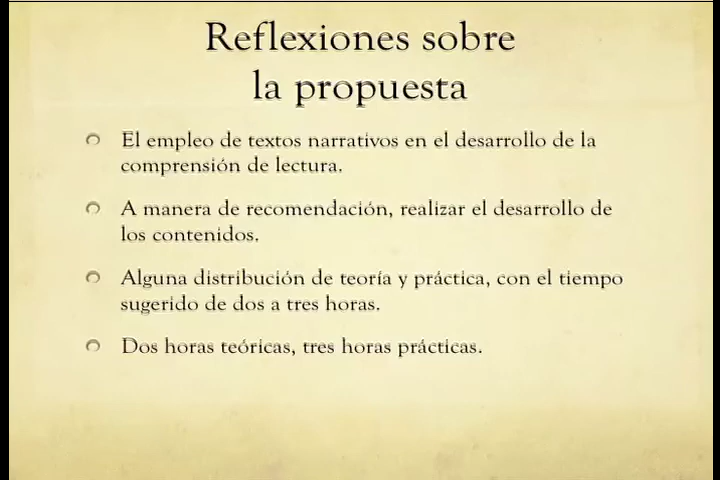 Reflexiones sobre
la propuesta
El empleo de textos narrativos en el desarrollo de la
comprensión de lectura.
A manera de recomendación, realizar el desarrollo de
los contenidos.
Alguna distribución de teoría y práctica, con el tiempo
sugerido de dos a tres horas.
Dos horas teóricas, tres horas prácticas.